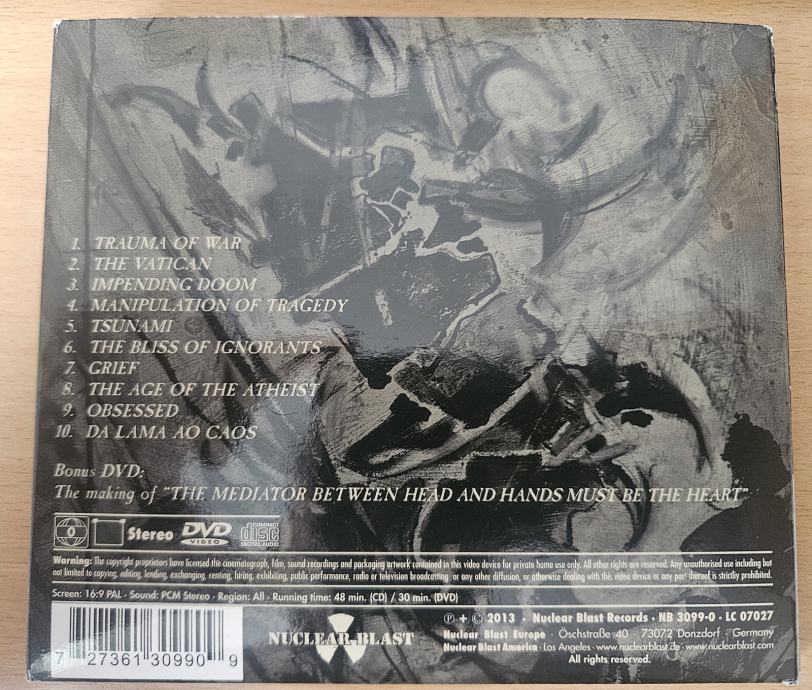 1. TRAUMA OF WAR
2. THE VATICAN
3. IMPENDING DOOM
4. MANIPULATION OF TRAGEDY
5. TSUNAMI
6. THE BLISS OF IGNORANTS
7. GRIEF
8. THE AGE OF THE ATHEIST
9. OBSESSED
10. DA LAMA AO CAOS
Bonus DVD:
The making of "THE MEDIATOR BETWEEN HEAD AND HANDS MUST BE THE HEART"
0 Stereo DVD VIDEO COMPACT disc DIGITAL AUDIO
Warning: The copyright proprietors have licensed the cinematograph, film, sound recordings and packaging artwork contained in this video device for private home use only. All other rights are reserved. Any unauthorised use including but
not limited to copying, editing, lending, exchanging, renting, hiring, exhibiting, public performance, radio or television broadcasting or any other diffusion, or otherwise dealing with this video device or any part thereof is strictly prohibited.
Screen: 16:9 PAL · Sound: PCM Stereo · Region: All · Running time: 48 min. (CD) / 30 min. (DVD)
7 27361 30990 9
NUCLEAR BLAST
℗ + © 2013 · Nuclear Blast Records · NB 3099-0 · LC 07027
Nuclear Blast Europe · Öschstraße 40 · 73072 Donzdorf · Germany
Nuclear Blast America · Los Angeles · www.nuclearblast.de · www.nuclearblast.com
All rights reserved.